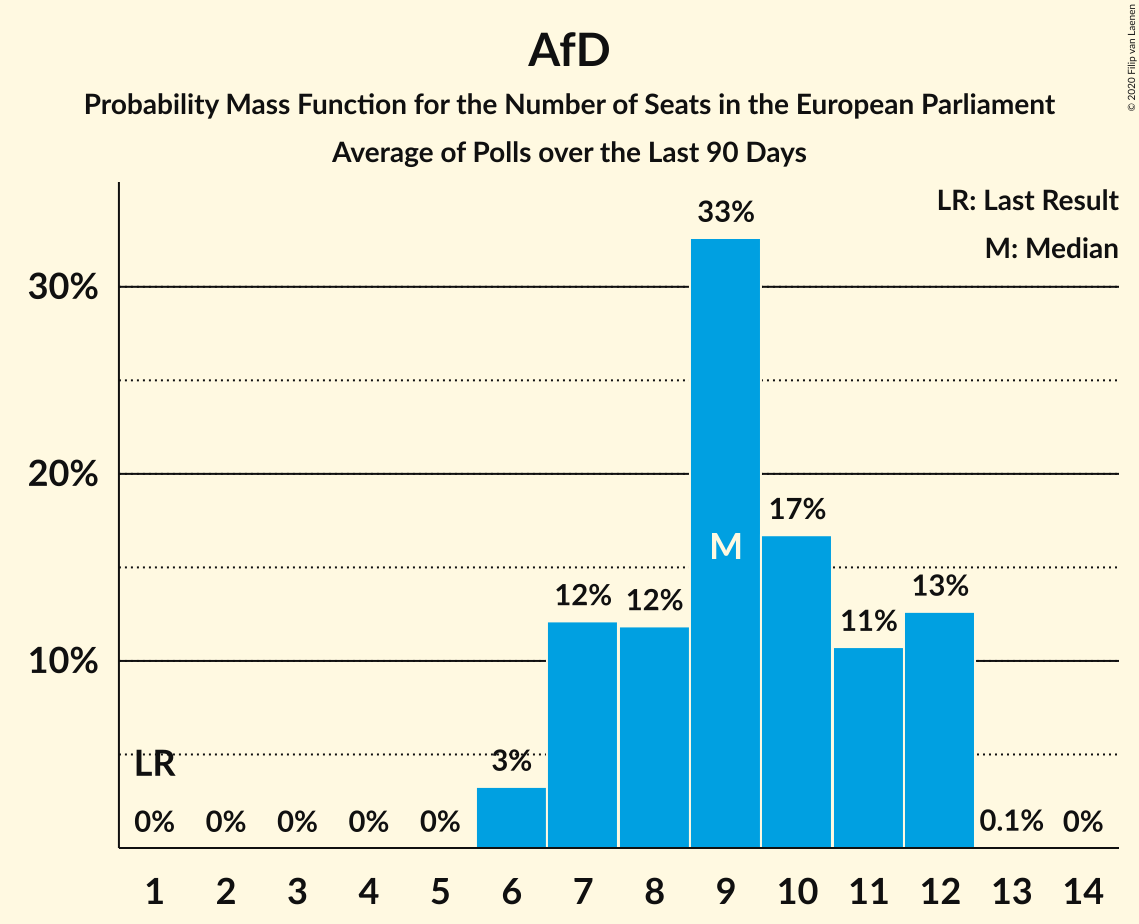 AfD
Probability Mass Function for the Number of Seats in the European Parliament
Average of Polls over the Last 90 Days
© 2020 Filip van Laenen
LR: Last Result
M: Median
33%
30%
20%
17%
M
12% 12% 13%
11%
10%
LR
3%
0% 0% 0% 0% 0% 0.1% 0%
1 2 3 4 5 6 7 8 9 10 11 12 13 14